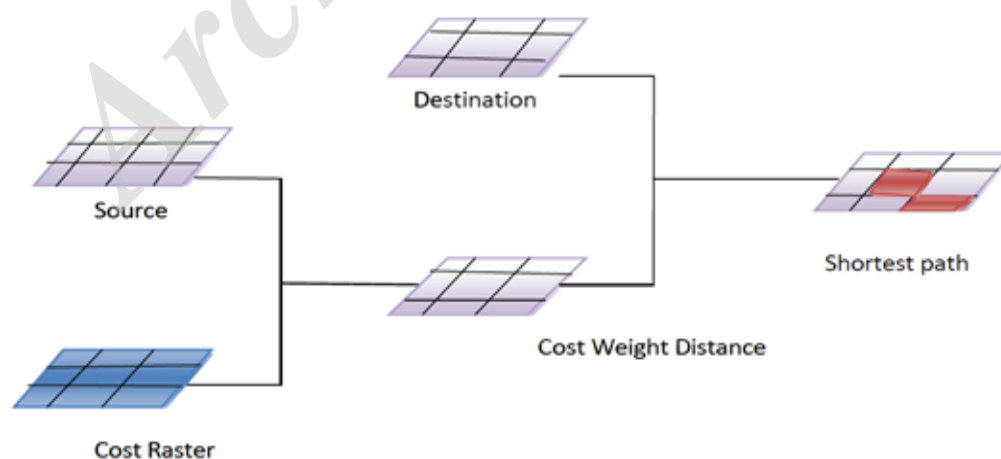 Destination
Source
Shortest path
Cost Weight Distance
Cost Raster